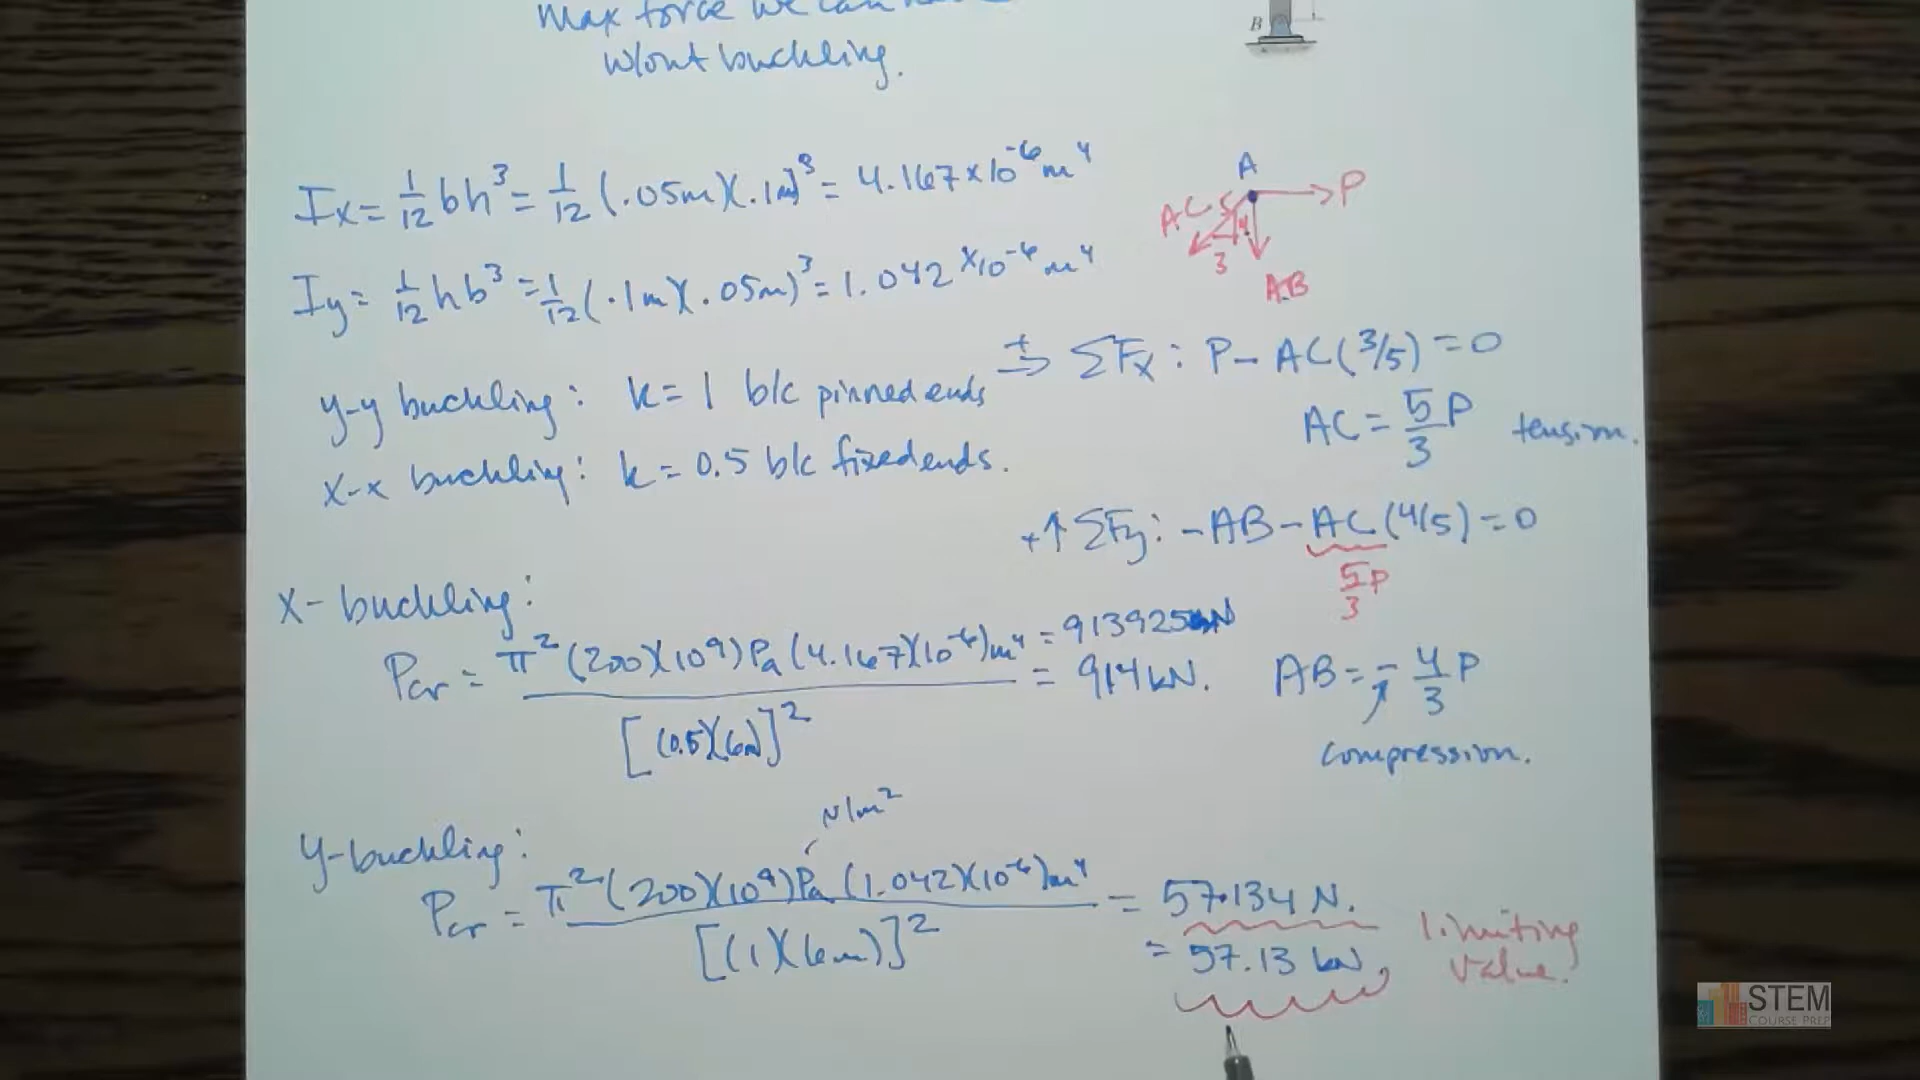 Max force we can
w/out buckling.
B
Ix = 1/12 bh³ = 1/12 (.05m)(.1m)³ = 4.167 x 10⁻⁶ m⁴
A
P
AC
5
4
3
AB
Iy = 1/12 hb³ = 1/12 (.1m)(.05m)³ = 1.042 x10⁻⁶ m⁴
+→ ΣFx: P - AC(3/5) = 0
y-y buckling: k = 1 b/c pinned ends
AC = 5/3 P tension.
x-x buckling: k = 0.5 b/c fixed ends.
+↑ ΣFy: -AB - AC(4/5) = 0
5/3 P
X- buckling:
Pcr = π²(200)(10⁹)Pa(4.167)(10⁻⁶)m⁴ / [(0.5)(6m)]² = 913925 N
= 914 kN.
AB = - 4/3 P
compression.
N/m²
Y-buckling:
Pcr = π²(200)(10⁹)Pa(1.042)(10⁻⁶)m⁴ / [(1)(6m)]² = 57134 N.
= 57.13 kN,
limiting
value.
STEM
COURSE PREP